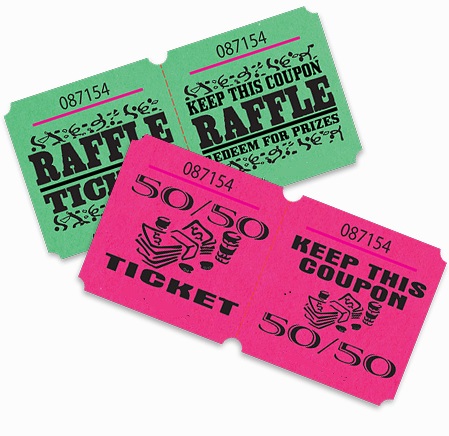 087154
RAFFLE
TICKET
087154
KEEP THIS COUPON
RAFFLE
REDEEM FOR PRIZES
087154
50/50
TICKET
087154
KEEP THIS
COUPON
50/50